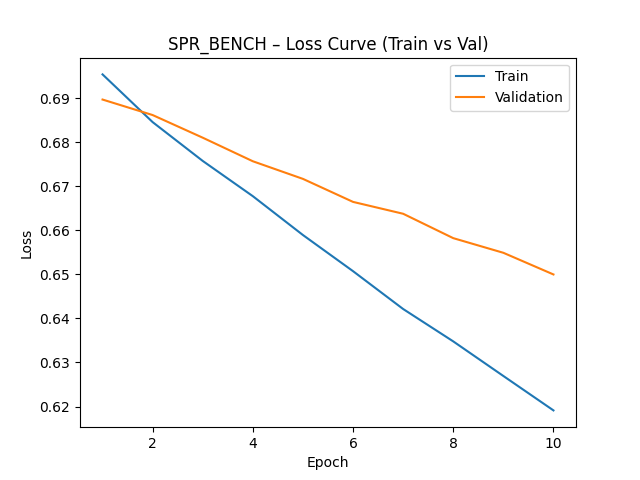 SPR_BENCH – Loss Curve (Train vs Val)
Train
Validation
Loss
0.69
0.68
0.67
0.66
0.65
0.64
0.63
0.62
2
4
6
8
10
Epoch